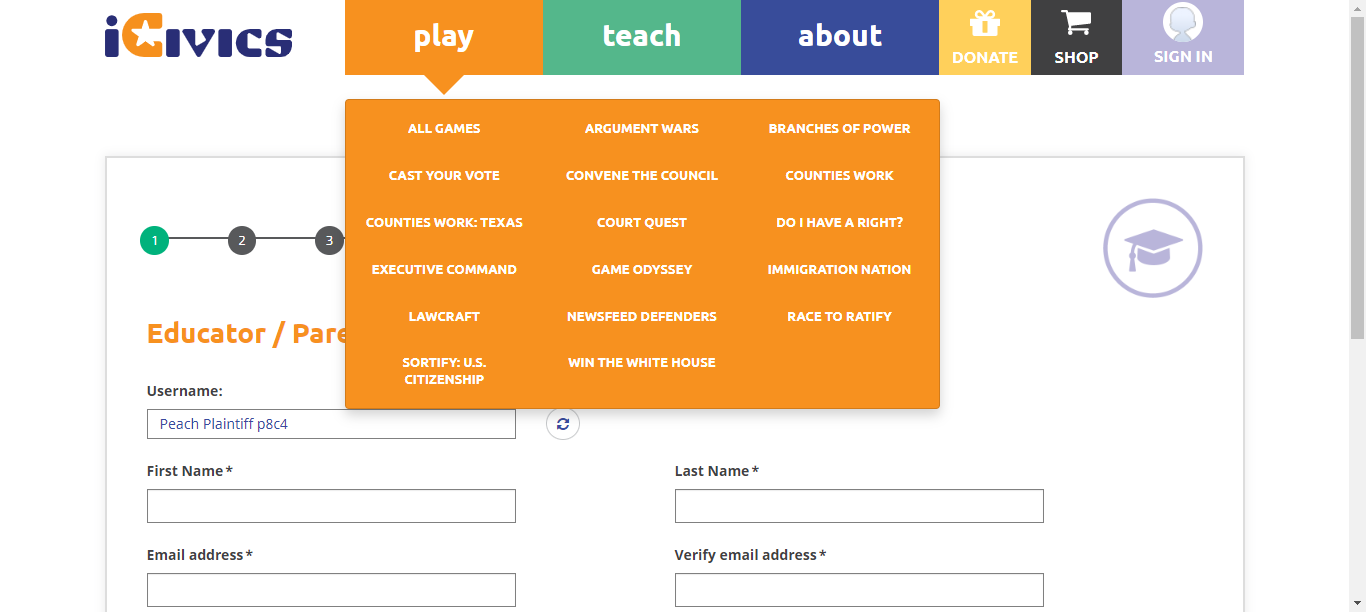 iCivics
play
teach
about
DONATE
SHOP
SIGN IN
ALL GAMES
ARGUMENT WARS
BRANCHES OF POWER
CAST YOUR VOTE
CONVENE THE COUNCIL
COUNTIES WORK
COUNTIES WORK: TEXAS
COURT QUEST
DO I HAVE A RIGHT?
EXECUTIVE COMMAND
GAME ODYSSEY
IMMIGRATION NATION
LAWCRAFT
NEWSFEED DEFENDERS
RACE TO RATIFY
SORTIFY: U.S.
CITIZENSHIP
WIN THE WHITE HOUSE
1
2
3
Educator / Pare
Username:
Peach Plaintiff p8c4
First Name*
Last Name*
Email address*
Verify email address*